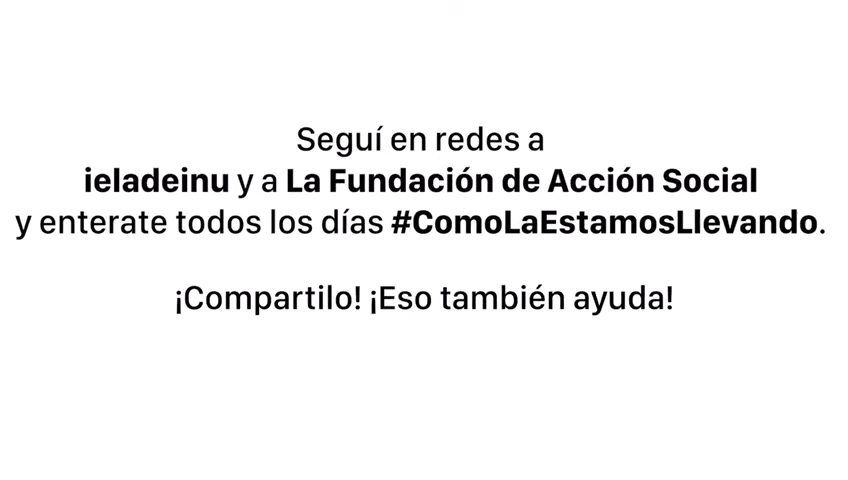 Seguí en redes a
ieladeinu y a La Fundación de Acción Social
y enterate todos los días #ComoLaEstamosLlevando.
¡Compartilo! ¡Eso también ayuda!